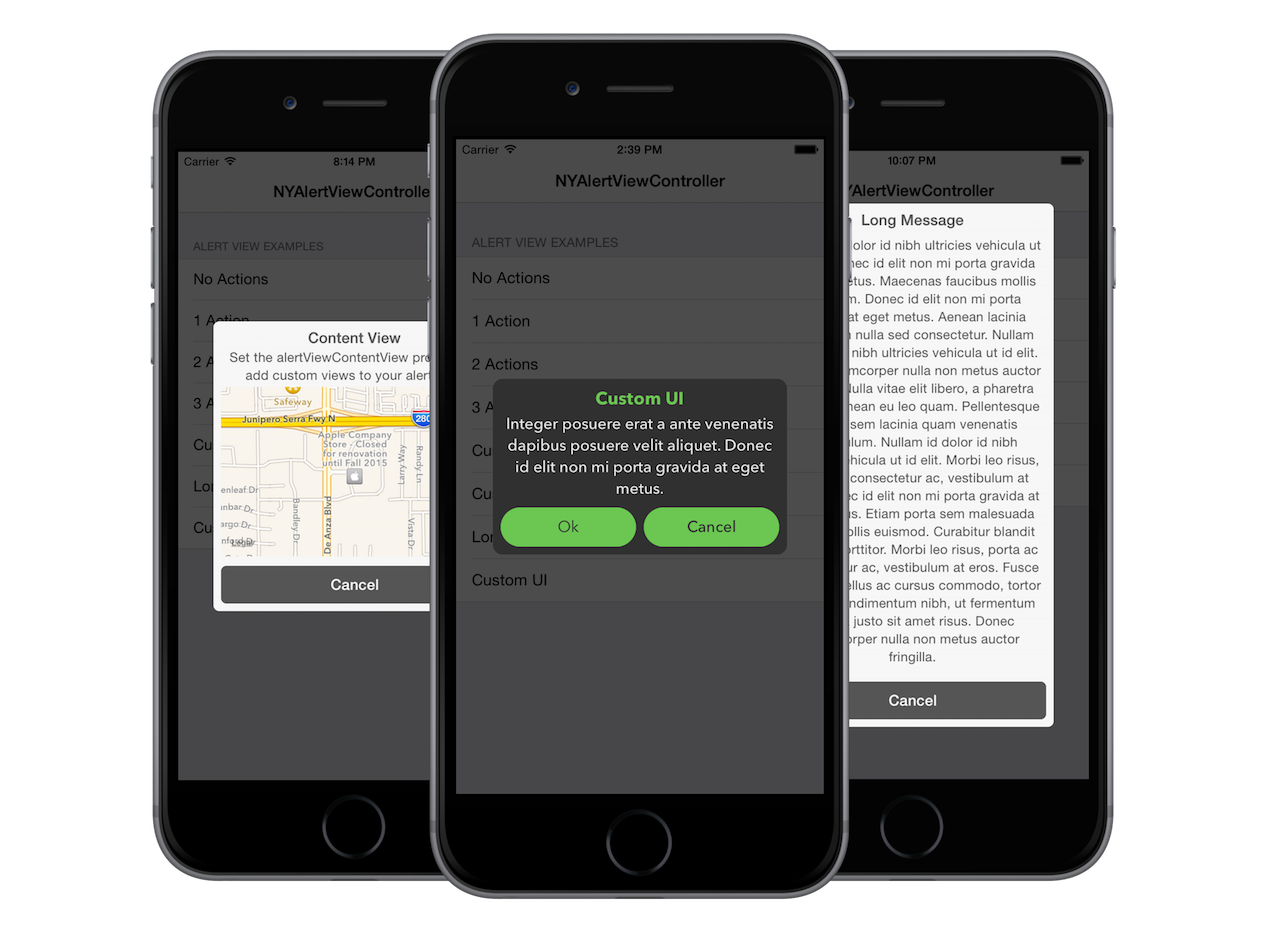 Carrier
8:14 PM
NYAlertViewControlle
ALERT VIEW EXAMPLES
No Actions
1 Action
2 A
3 A
Cu
Lo
Cu
Content View
Set the alertViewContentView pro
add custom views to your alert
Safeway
Junipero Serra Fwy N
280
Apple Company
Store - Closed
for renovation
until Fall 2015
Larry Way
Randy Ln
enleaf Dr
Bandley Dr
De Anza Blvd
Vista Dr
nbar Dr
argo Dr
nford Dr
Legal
Cancel
Carrier
2:39 PM
NYAlertViewController
ALERT VIEW EXAMPLES
No Actions
1 Action
2 Actions
3 A
Cu
Cu
Lo
Custom UI
Custom UI
Integer posuere erat a ante venenatis
dapibus posuere velit aliquet. Donec
id elit non mi porta gravida at eget
metus.
Ok
Cancel
10:07 PM
YAlertViewController
Long Message
olor id nibh ultricies vehicula ut
nec id elit non mi porta gravida
etus. Maecenas faucibus mollis
m. Donec id elit non mi porta
at eget metus. Aenean lacinia
n nulla sed consectetur. Nullam
nibh ultricies vehicula ut id elit.
mcorper nulla non metus auctor
Nulla vitae elit libero, a pharetra
nean eu leo quam. Pellentesque
sem lacinia quam venenatis
ulum. Nullam id dolor id nibh
ehicula ut id elit. Morbi leo risus,
onsectetur ac, vestibulum at
ec id elit non mi porta gravida at
us. Etiam porta sem malesuada
ollis euismod. Curabitur blandit
orttitor. Morbi leo risus, porta ac
ur ac, vestibulum at eros. Fusce
ellus ac cursus commodo, tortor
ndimentum nibh, ut fermentum
justo sit amet risus. Donec
orper nulla non metus auctor
fringilla.
Cancel